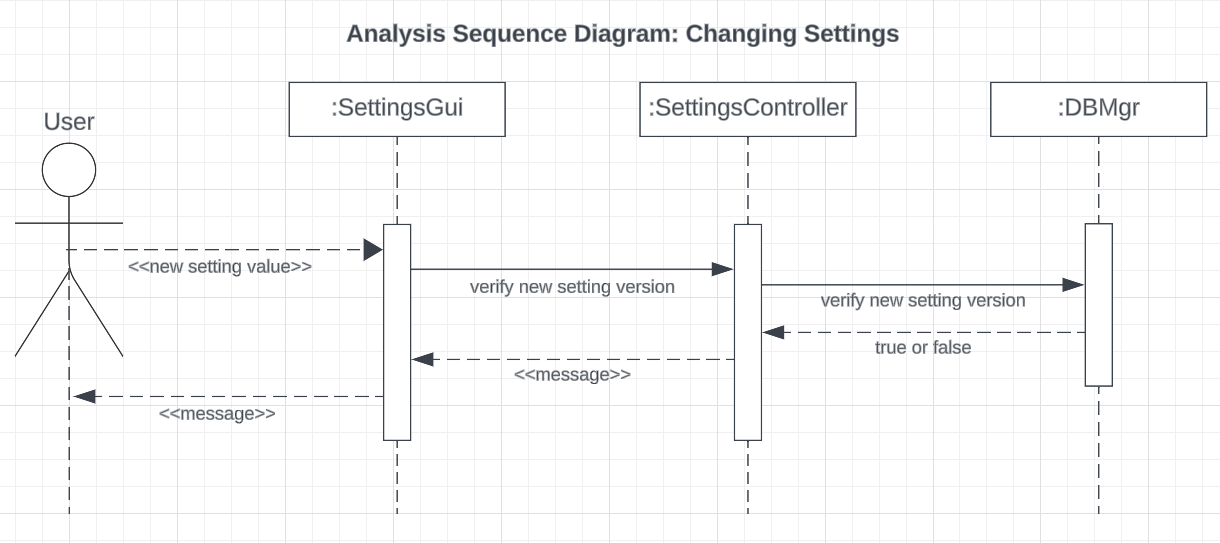 Analysis Sequence Diagram: Changing Settings
User
:SettingsGui
:SettingsController
:DBMgr
<<new setting value>>
verify new setting version
verify new setting version
true or false
<<message>>
<<message>>